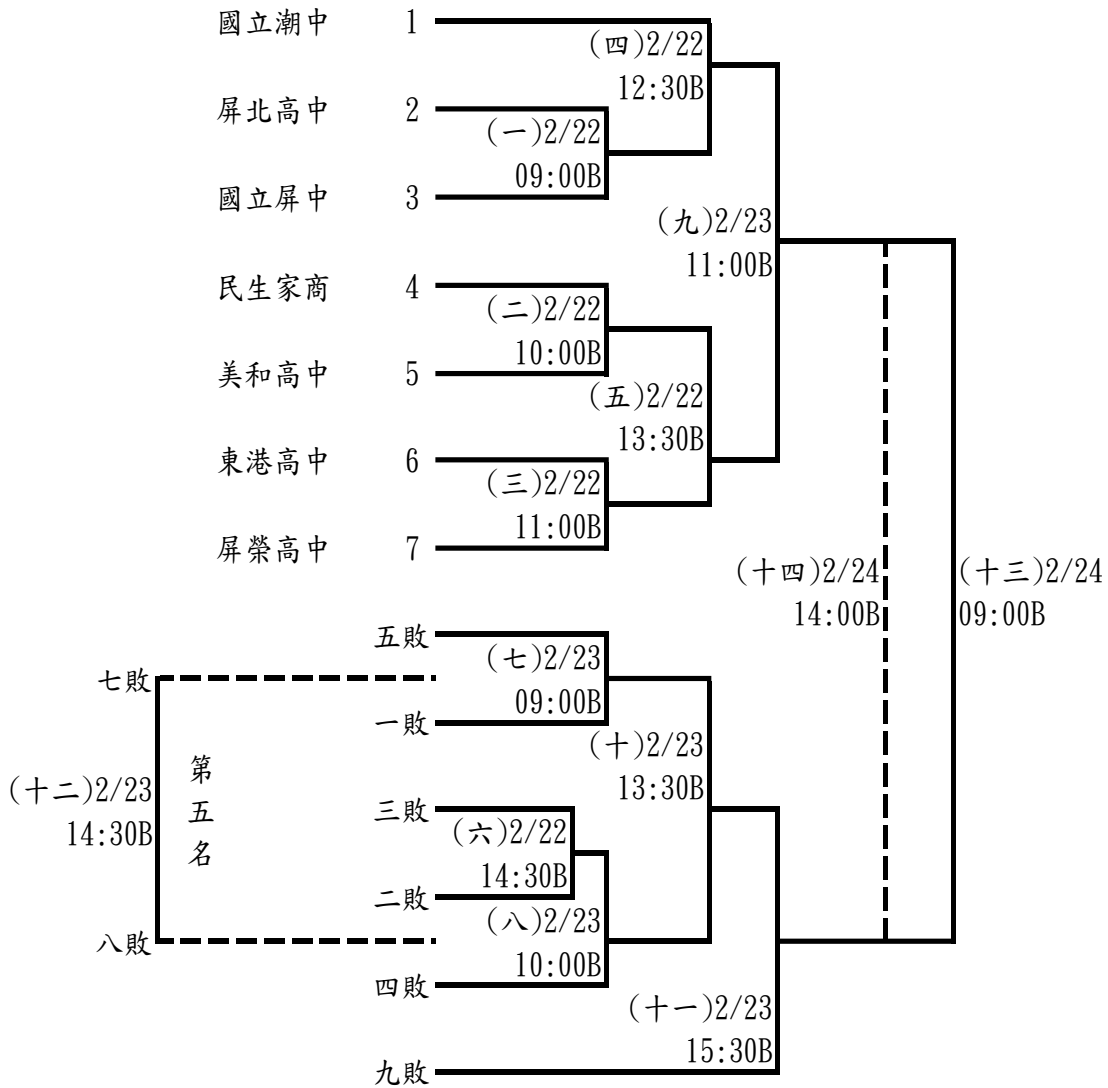 國立潮中 1
(四)2/22
12:30B
屏北高中 2
(一)2/22
09:00B
國立屏中 3
(九)2/23
11:00B
民生家商 4
(二)2/22
10:00B
美和高中 5
(五)2/22
13:30B
東港高中 6
(三)2/22
11:00B
屏榮高中 7
(十四)2/24
14:00B
(十三)2/24
09:00B
五敗
(七)2/23
09:00B
七敗
一敗
(十)2/23
13:30B
第
五
名
(十二)2/23
14:30B
三敗
(六)2/22
14:30B
二敗
(八)2/23
10:00B
八敗
四敗
(十一)2/23
15:30B
九敗